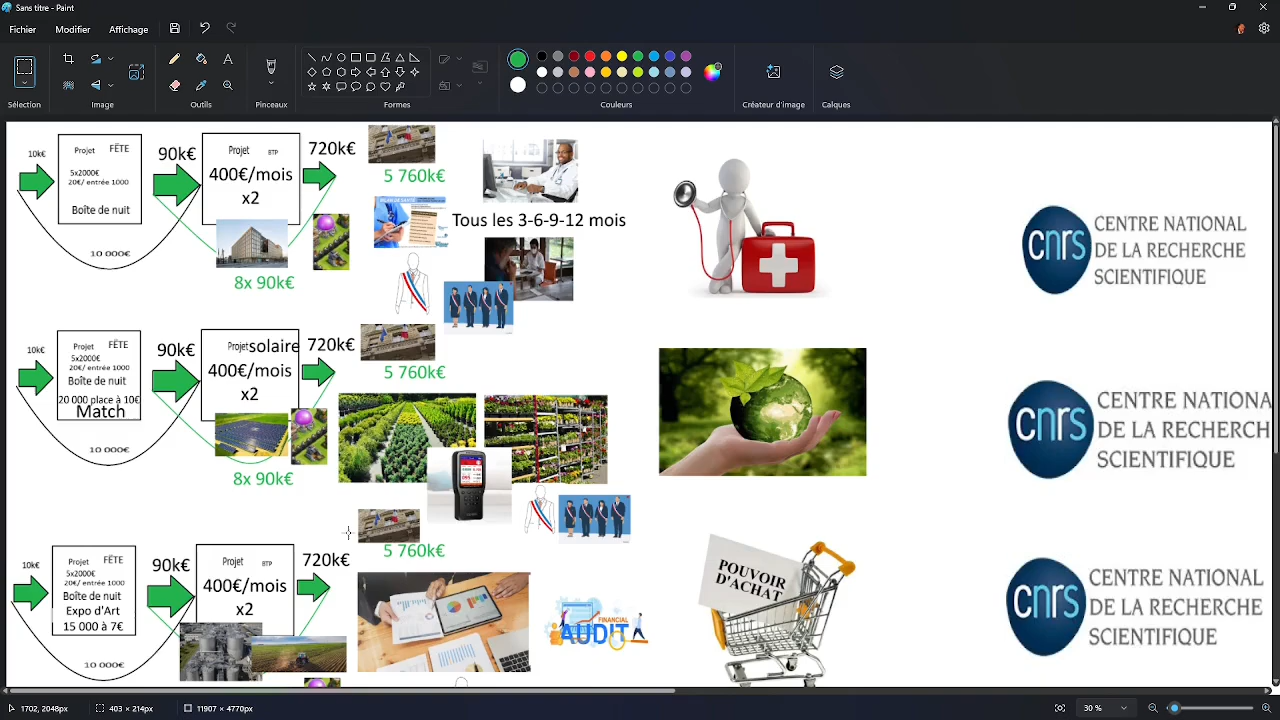 Sans titre - Paint
Fichier
Modifier
Affichage
Sélection
Image
Outils
Pinceaux
Formes
Couleurs
Créateur d'image
Calques
10k€
Projet FÊTE
5x2000€
20€/ entrée 1000
Boîte de nuit
10 000€
90k€
Projet BTP
400€/mois
x2
720k€
8x 90k€
5 760k€
Tous les 3-6-9-12 mois
CNrs
CENTRE NATIONAL
DE LA RECHERCHE
SCIENTIFIQUE
10k€
Projet FÊTE
5x2000€
20€/ entrée 1000
Boîte de nuit
20 000 place à 10€
Match
10 000€
90k€
Projet solaire
400€/mois
x2
720k€
8x 90k€
5 760k€
CNrs
CENTRE NATIONA
DE LA RECHERCH
SCIENTIFIQUE
10k€
Projet FÊTE
5x2000€
20€/ entrée 1000
Boîte de nuit
Expo d'Art
15 000 à 7€
10 000€
90k€
Projet BTP
400€/mois
x2
720k€
5 760k€
FINANCIAL
AUDIT
POUVOIR
D'ACHAT
CNrs
CENTRE NATIONAL
DE LA RECHERCHE
SCIENTIFIQUE
1702, 2048px
403 × 214px
11907 × 4770px
30 %